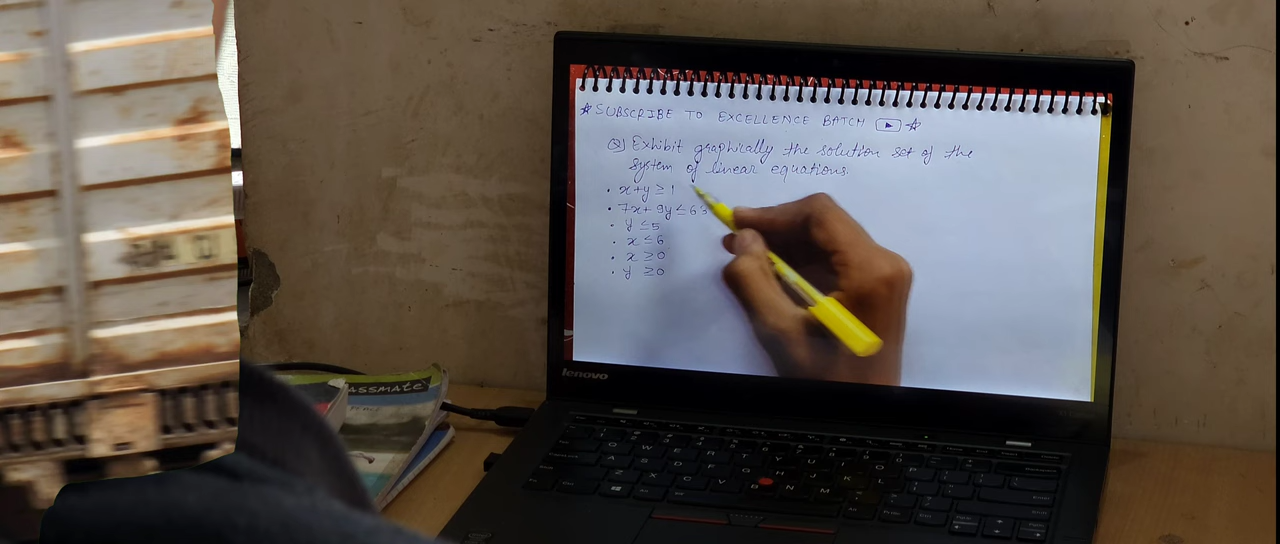 ☆ SUBSCRIBE TO EXCELLENCE BATCH ▶ ☆
Q) Exhibit graphically the solution set of the
system of linear equations.
• x+y ≥ 1
• 7x+9y ≤ 63
• y ≤ 5
• x ≤ 6
• x ≥ 0
• y ≥ 0
lenovo
ASSMATE